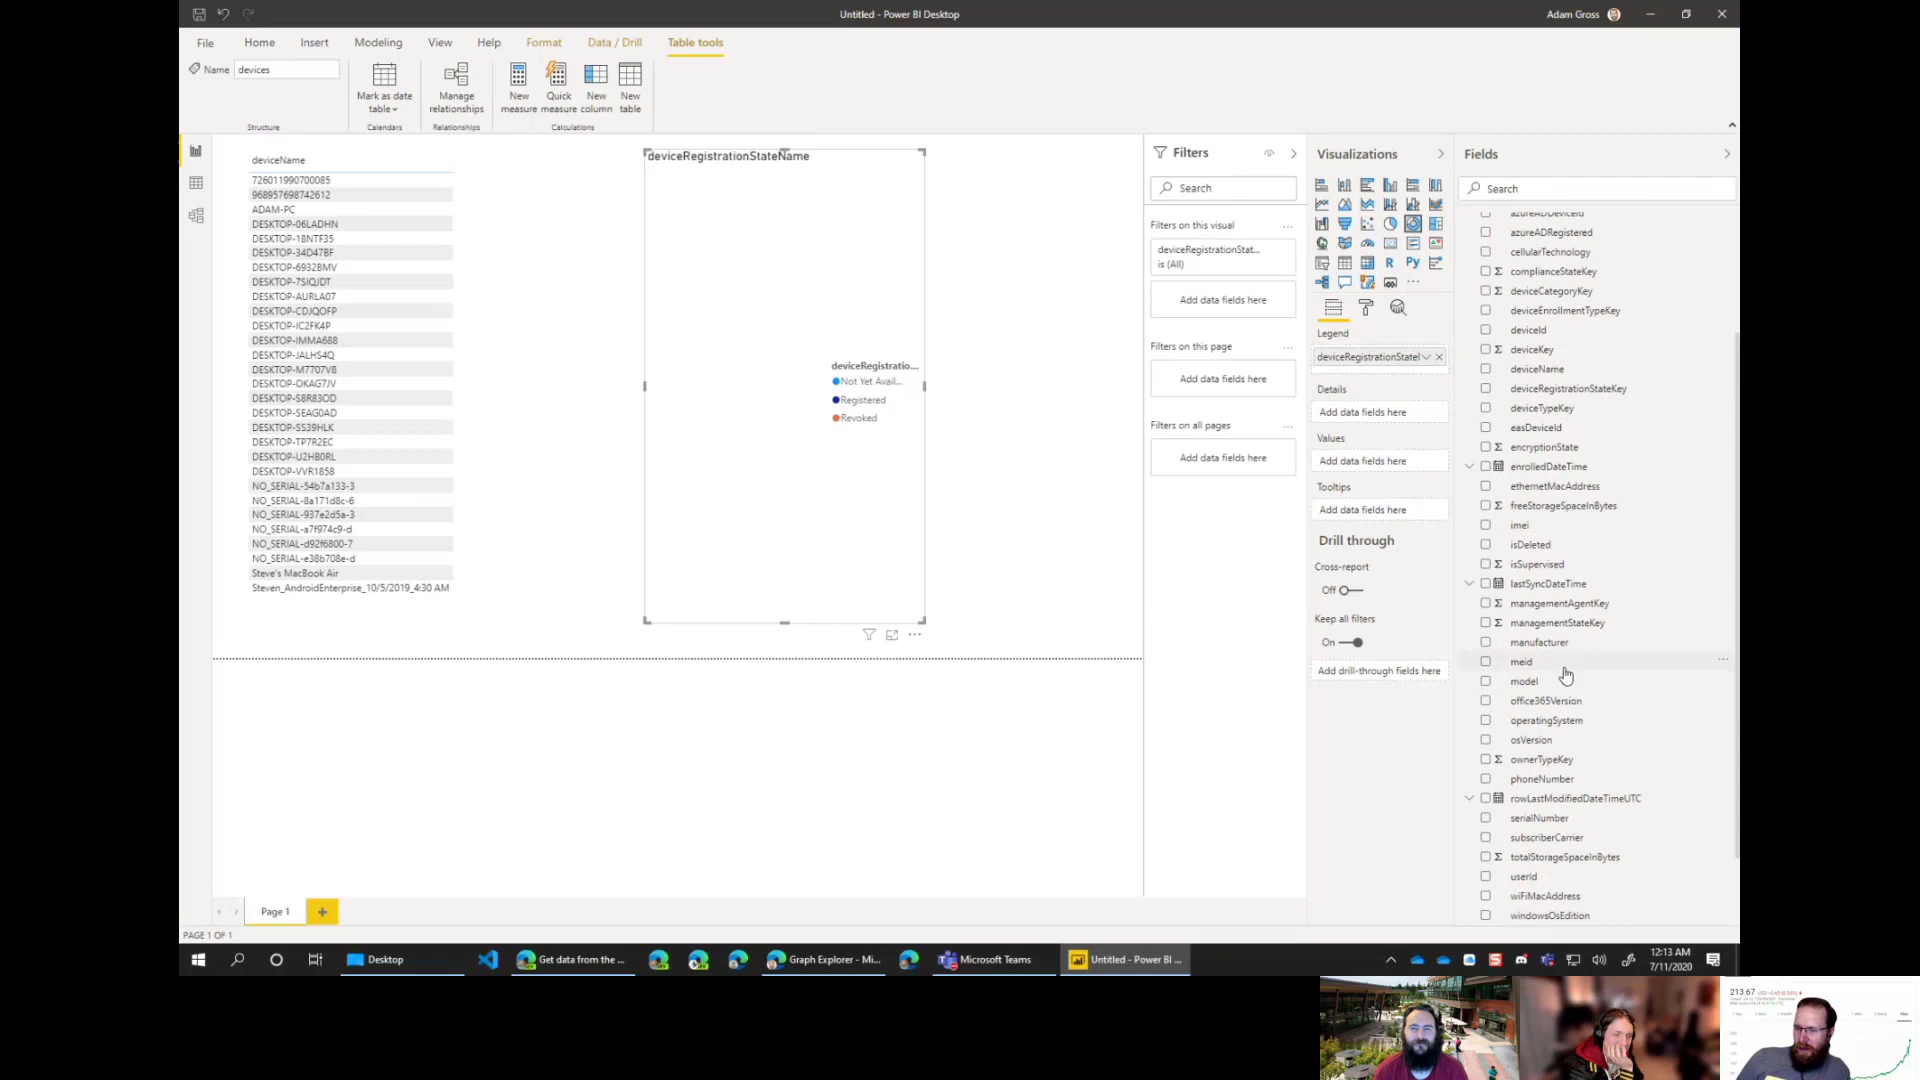 Untitled - Power BI Desktop
Adam Gross
File
Home
Insert
Modeling
View
Help
Format
Data / Drill
Table tools
Name
devices
Mark as date
table
Manage
relationships
New
measure
Quick
measure
New
column
New
table
Structure
Calendars
Relationships
Calculations
deviceName
726011990700085
968957698742612
ADAM-PC
DESKTOP-06LADHN
DESKTOP-18NTF35
DESKTOP-34D47BF
DESKTOP-6932BMV
DESKTOP-7SIQJDT
DESKTOP-AURLA07
DESKTOP-CDJQOFP
DESKTOP-IC2FK4P
DESKTOP-IMMA688
DESKTOP-JALHS4Q
DESKTOP-M7707V8
DESKTOP-OKAG7JV
DESKTOP-S8R83OD
DESKTOP-SEAG0AD
DESKTOP-SS39HLK
DESKTOP-TP7R2EC
DESKTOP-U2HB0RL
DESKTOP-VVR1858
NO_SERIAL-54b7a133-3
NO_SERIAL-8a171d8c-6
NO_SERIAL-937e2d5a-3
NO_SERIAL-a7f974c9-d
NO_SERIAL-d92f6800-7
NO_SERIAL-e38b708e-d
Steve's MacBook Air
Steven_AndroidEnterprise_10/5/2019_4:30 AM
deviceRegistrationStateName
deviceRegistratio...
Not Yet Avail...
Registered
Revoked
Filters
Search
Filters on this visual
deviceRegistrationStat...
is (All)
Add data fields here
Filters on this page
Add data fields here
Filters on all pages
Add data fields here
Visualizations
R
Py
Legend
deviceRegistrationStatel
Details
Add data fields here
Values
Add data fields here
Tooltips
Add data fields here
Drill through
Cross-report
Off
Keep all filters
On
Add drill-through fields here
Fields
Search
azureADDeviceId
azureADRegistered
cellularTechnology
complianceStateKey
deviceCategoryKey
deviceEnrollmentTypeKey
deviceId
deviceKey
deviceName
deviceRegistrationStateKey
deviceTypeKey
easDeviceId
encryptionState
enrolledDateTime
ethernetMacAddress
freeStorageSpaceInBytes
imei
isDeleted
isSupervised
lastSyncDateTime
managementAgentKey
managementStateKey
manufacturer
meid
model
office365Version
operatingSystem
osVersion
ownerTypeKey
phoneNumber
rowLastModifiedDateTimeUTC
serialNumber
subscriberCarrier
totalStorageSpaceInBytes
userId
wiFiMacAddress
windowsOsEdition
Page 1
PAGE 1 OF 1
Desktop
Get data from the ...
Graph Explorer - Mi...
Microsoft Teams
Untitled - Power BI ...
12:13 AM
7/11/2020
213.67